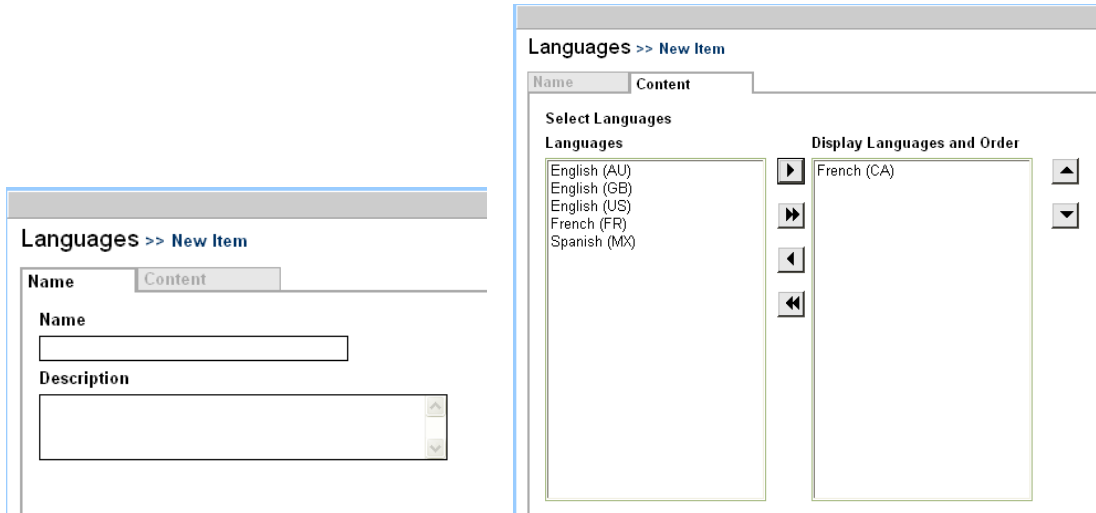 Languages >> New Item
Name Content
Name
Description
Languages >> New Item
Name Content
Select Languages
Languages Display Languages and Order
English (AU) French (CA)
English (GB)
English (US)
French (FR)
Spanish (MX)